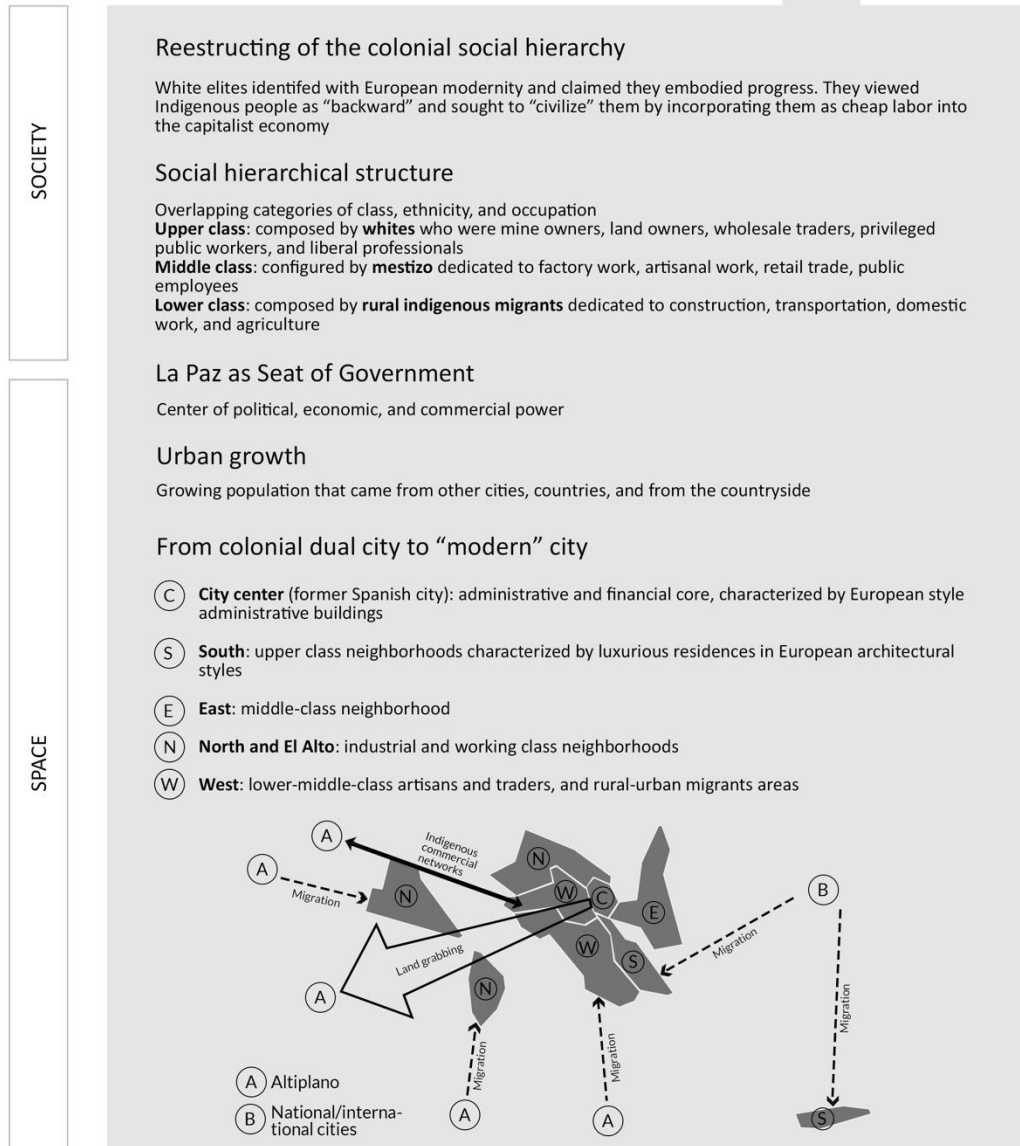 SOCIETY
Reestructing of the colonial social hierarchy
White elites identifed with European modernity and claimed they embodied progress. They viewed
Indigenous people as “backward” and sought to “civilize” them by incorporating them as cheap labor into
the capitalist economy
Social hierarchical structure
Overlapping categories of class, ethnicity, and occupation
Upper class: composed by whites who were mine owners, land owners, wholesale traders, privileged
public workers, and liberal professionals
Middle class: configured by mestizo dedicated to factory work, artisanal work, retail trade, public
employees
Lower class: composed by rural indigenous migrants dedicated to construction, transportation, domestic
work, and agriculture
SPACE
La Paz as Seat of Government
Center of political, economic, and commercial power
Urban growth
Growing population that came from other cities, countries, and from the countryside
From colonial dual city to “modern” city
C City center (former Spanish city): administrative and financial core, characterized by European style
administrative buildings
S South: upper class neighborhoods characterized by luxurious residences in European architectural
styles
E East: middle-class neighborhood
N North and El Alto: industrial and working class neighborhoods
W West: lower-middle-class artisans and traders, and rural-urban migrants areas
A
Indigenous
commercial
networks
A
Migration
N
N
W
C
E
B
W
S
Migration
Land grabbing
A
N
Migration
Migration
Migration
A
A
S
A Altiplano
B National/interna-
tional cities